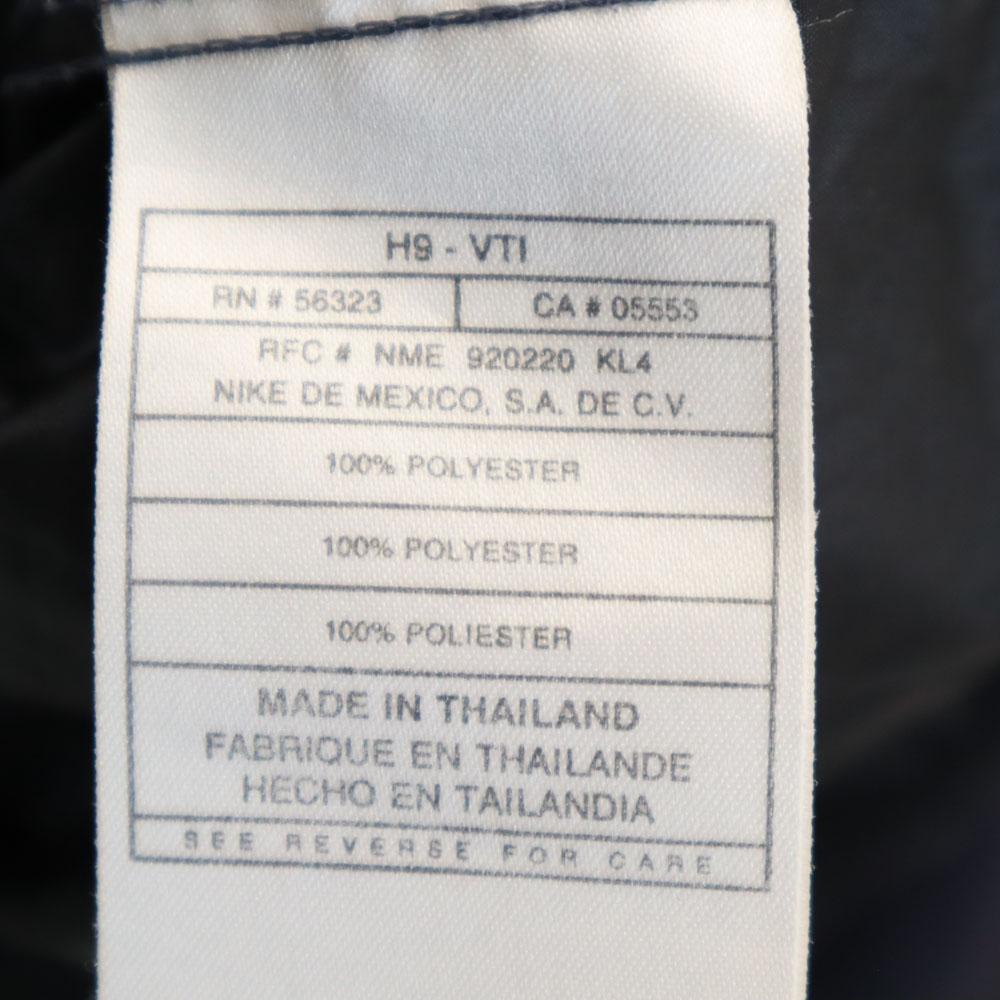 H9 - VTI
RN # 56323 CA # 05553
RFC # NME 920220 KL4
NIKE DE MEXICO, S.A. DE C.V.
100% POLYESTER
100% POLYESTER
100% POLIESTER
MADE IN THAILAND
FABRIQUE EN THAILANDE
HECHO EN TAILANDIA
SEE REVERSE FOR CARE